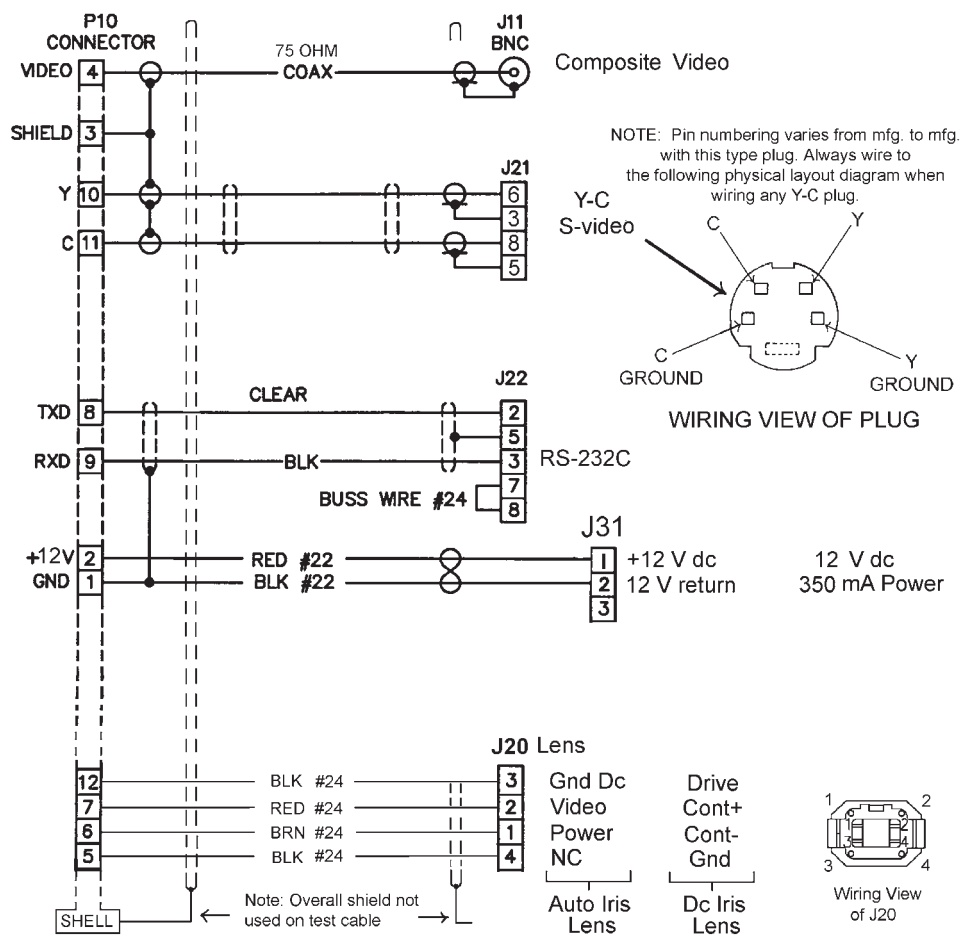 P10
CONNECTOR
J11
BNC
75 OHM
COAX
Composite Video
VIDEO 4
SHIELD 3
NOTE: Pin numbering varies from mfg. to mfg.
with this type plug. Always wire to
the following physical layout diagram when
wiring any Y-C plug.
J21
Y 10
6
3
C 11
8
5
Y-C
S-video
C
Y
C
GROUND
Y
GROUND
WIRING VIEW OF PLUG
J22
CLEAR
TXD 8
2
5
RXD 9
BLK
3
RS-232C
7
BUSS WIRE #24
8
J31
+12V 2
RED #22
1
+12 V dc
12 V dc
GND 1
BLK #22
2
12 V return
350 mA Power
3
J20 Lens
12
BLK #24
3
Gnd Dc
Drive
7
RED #24
2
Video
Cont+
6
BRN #24
1
Power
Cont-
5
BLK #24
4
NC
Gnd
Auto Iris
Lens
Dc Iris
Lens
1
2
1
2
3
4
3
4
Wiring View
of J20
SHELL
Note: Overall shield not
used on test cable